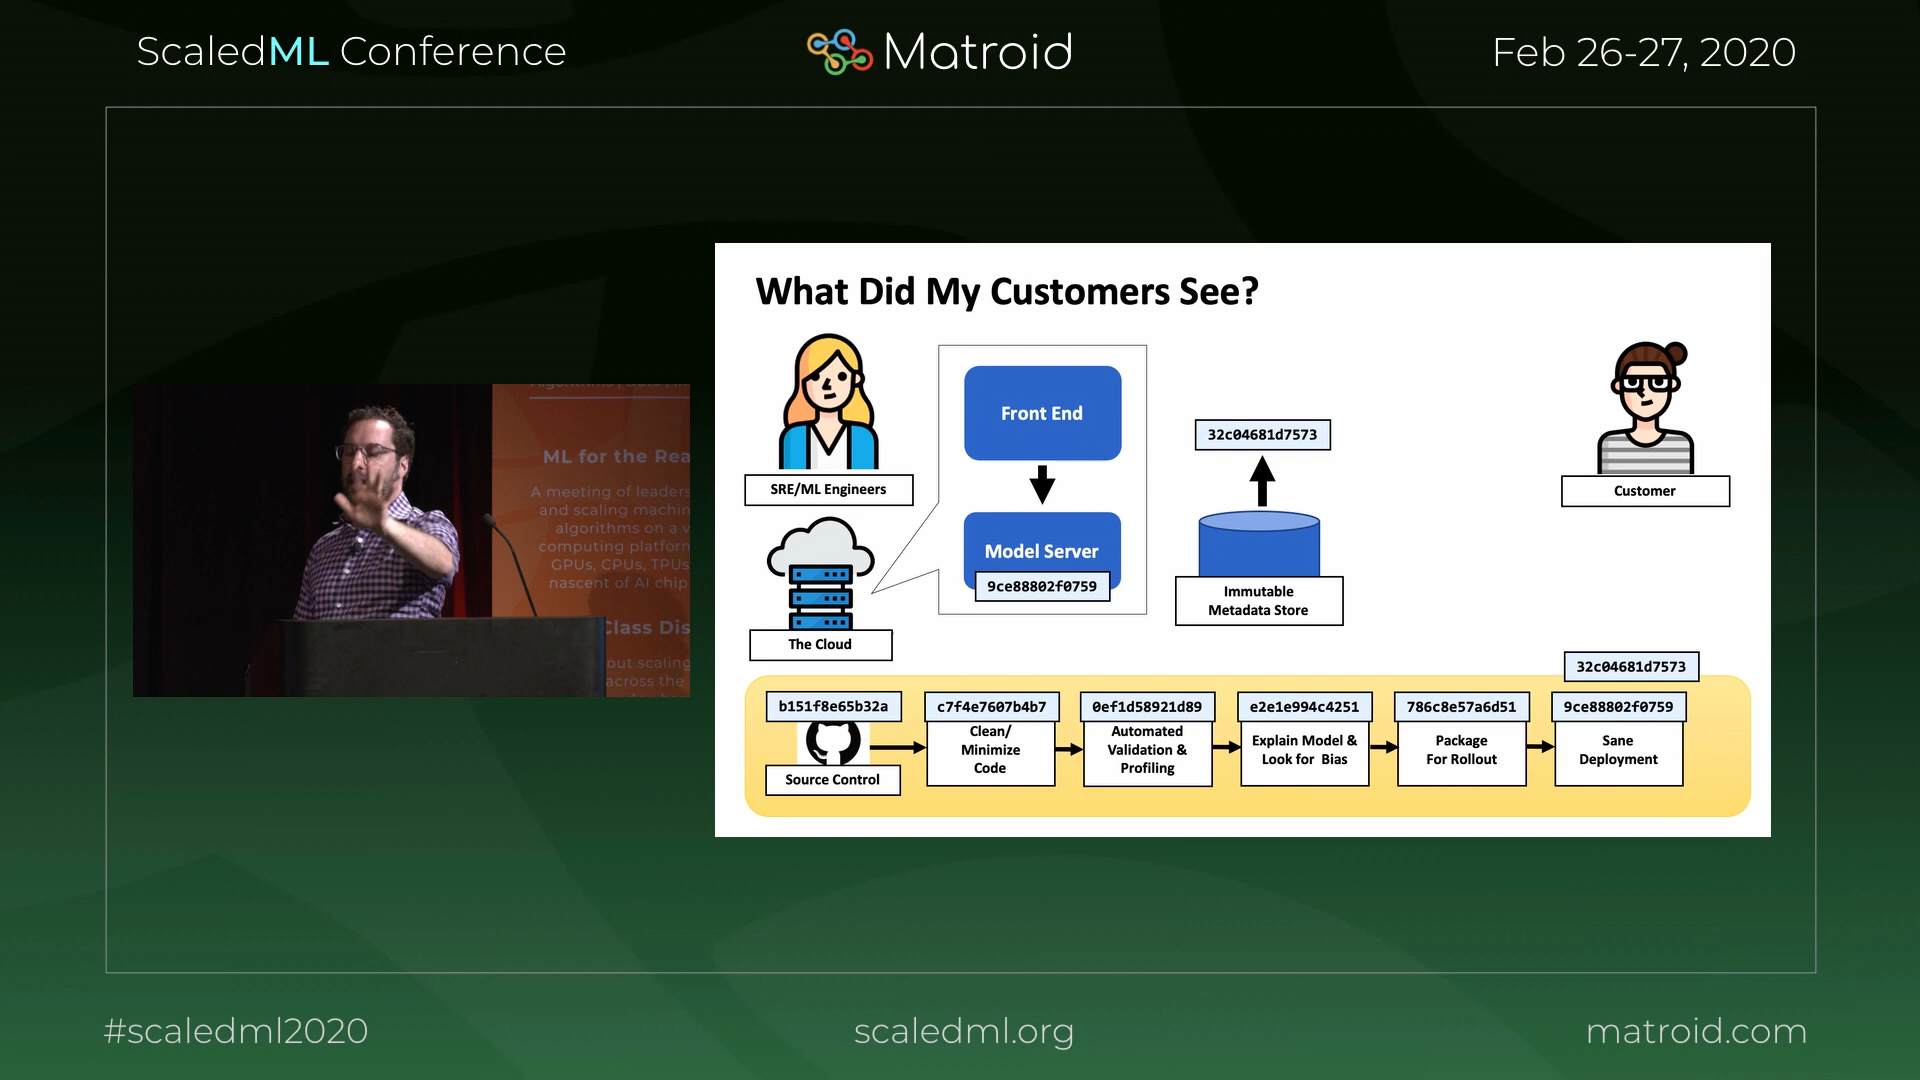 ScaledML Conference
Matroid
Feb 26-27, 2020
What Did My Customers See?
SRE/ML Engineers
The Cloud
Front End
Model Server
9ce88802f0759
32c04681d7573
Immutable
Metadata Store
Customer
32c04681d7573
b151f8e65b32a
Source Control
c7f4e7607b4b7
Clean/
Minimize
Code
0ef1d58921d89
Automated
Validation &
Profiling
e2e1e994c4251
Explain Model &
Look for Bias
786c8e57a6d51
Package
For Rollout
9ce88802f0759
Sane
Deployment
ML for the Rea
A meeting of leaders
and scaling machin
algorithms on a v
computing platform
GPUs, CPUs, TPUs
nascent of AI chip
Class Dis
out scaling
across the
#scaledml2020
scaledml.org
matroid.com